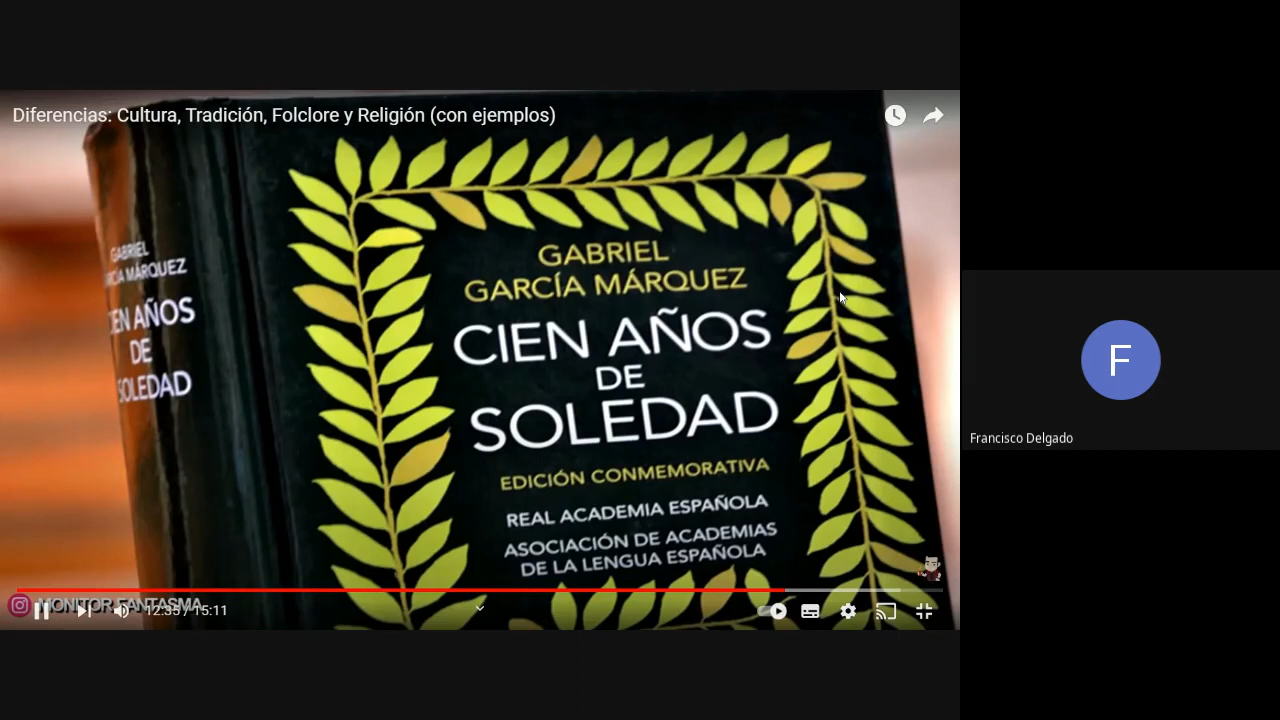 Diferencias: Cultura, Tradición, Folclore y Religión (con ejemplos)
GABRIEL
GARCÍA MÁRQUEZ
CIEN AÑOS
DE
SOLEDAD
GABRIEL
GARCÍA MÁRQUEZ
CIEN AÑOS
DE
SOLEDAD
EDICIÓN CONMEMORATIVA
REAL ACADEMIA ESPAÑOLA
ASOCIACIÓN DE ACADEMIAS
DE LA LENGUA ESPAÑOLA
MONITOR FANTASMA
12:35 / 15:11
F
Francisco Delgado